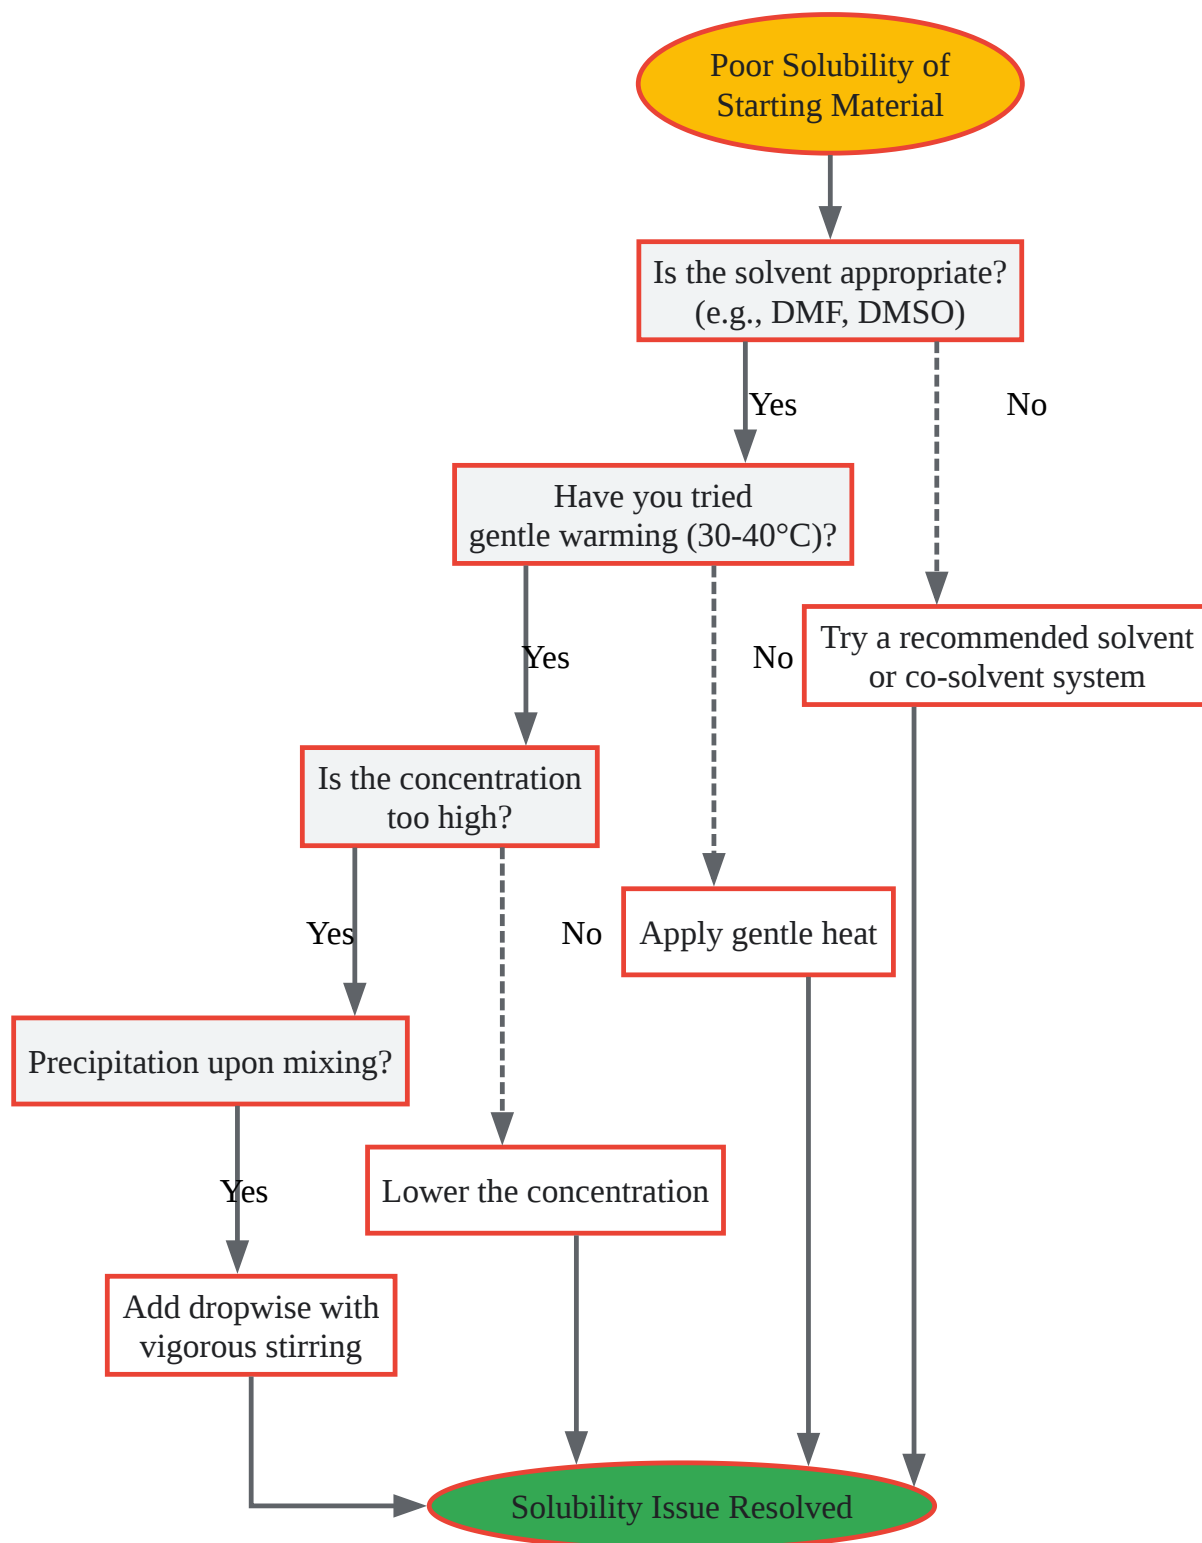 Poor Solubility of
Starting Material
Is the solvent appropriate?
(e.g., DMF, DMSO)
Yes
No
Have you tried
gentle warming (30-40°C)?
Yes
No
Try a recommended solvent
or co-solvent system
Is the concentration
too high?
Yes
No
Apply gentle heat
Precipitation upon mixing?
Yes
Lower the concentration
Add dropwise with
vigorous stirring
Solubility Issue Resolved